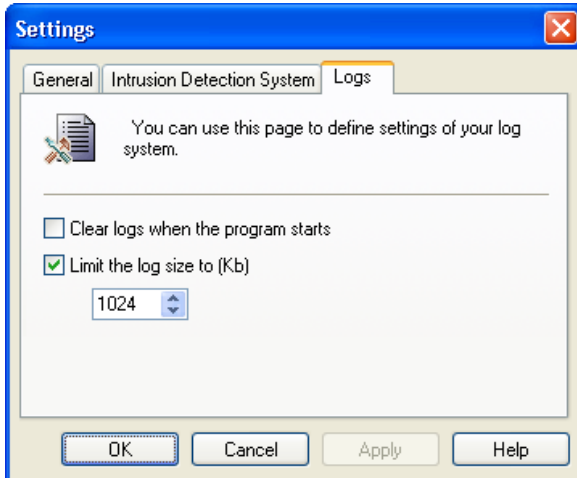 Settings
General Intrusion Detection System Logs
You can use this page to define settings of your log
system.
Clear logs when the program starts
Limit the log size to (Kb)
1024
OK Cancel Apply Help